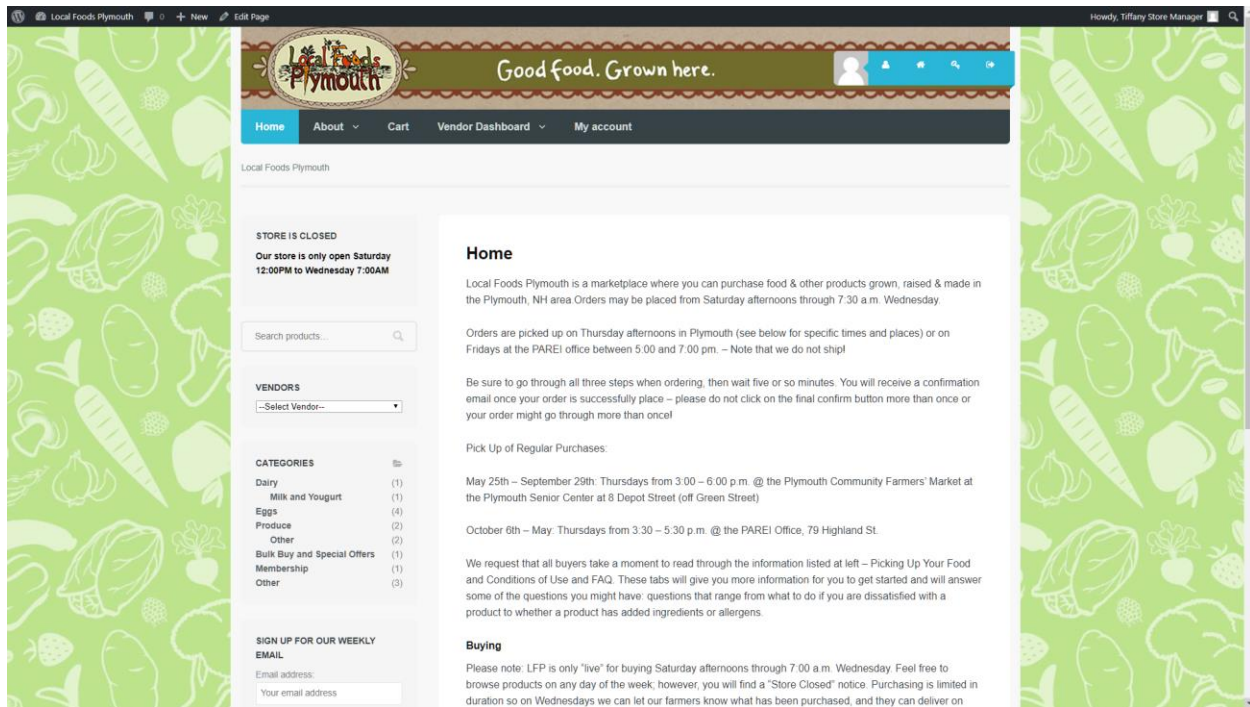 Local Foods Plymouth 0 + New Edit Page
Howdy, Tiffany Store Manager
Local Foods
Plymouth
Good food. Grown here.
Home About Cart Vendor Dashboard My account
Local Foods Plymouth
STORE IS CLOSED
Our store is only open Saturday
12:00PM to Wednesday 7:00AM
Search products...
VENDORS
--Select Vendor--
CATEGORIES
Dairy (1)
Milk and Yougurt (1)
Eggs (4)
Produce (2)
Other (2)
Bulk Buy and Special Offers (1)
Membership (1)
Other (3)
SIGN UP FOR OUR WEEKLY
EMAIL
Email address:
Your email address
Home
Local Foods Plymouth is a marketplace where you can purchase food & other products grown, raised & made in
the Plymouth, NH area.Orders may be placed from Saturday afternoons through 7:30 a.m. Wednesday.
Orders are picked up on Thursday afternoons in Plymouth (see below for specific times and places) or on
Fridays at the PAREI office between 5:00 and 7:00 pm. – Note that we do not ship!
Be sure to go through all three steps when ordering, then wait five or so minutes. You will receive a confirmation
email once your order is successfully place – please do not click on the final confirm button more than once or
your order might go through more than once!
Pick Up of Regular Purchases:
May 25th – September 29th: Thursdays from 3:00 – 6:00 p.m. @ the Plymouth Community Farmers' Market at
the Plymouth Senior Center at 8 Depot Street (off Green Street)
October 6th – May: Thursdays from 3:30 – 5:30 p.m. @ the PAREI Office, 79 Highland St.
We request that all buyers take a moment to read through the information listed at left – Picking Up Your Food
and Conditions of Use and FAQ. These tabs will give you more information for you to get started and will answer
some of the questions you might have: questions that range from what to do if you are dissatisfied with a
product to whether a product has added ingredients or allergens.
Buying
Please note: LFP is only "live" for buying Saturday afternoons through 7:00 a.m. Wednesday. Feel free to
browse products on any day of the week; however, you will find a "Store Closed" notice. Purchasing is limited in
duration so on Wednesdays we can let our farmers know what has been purchased, and they can deliver on